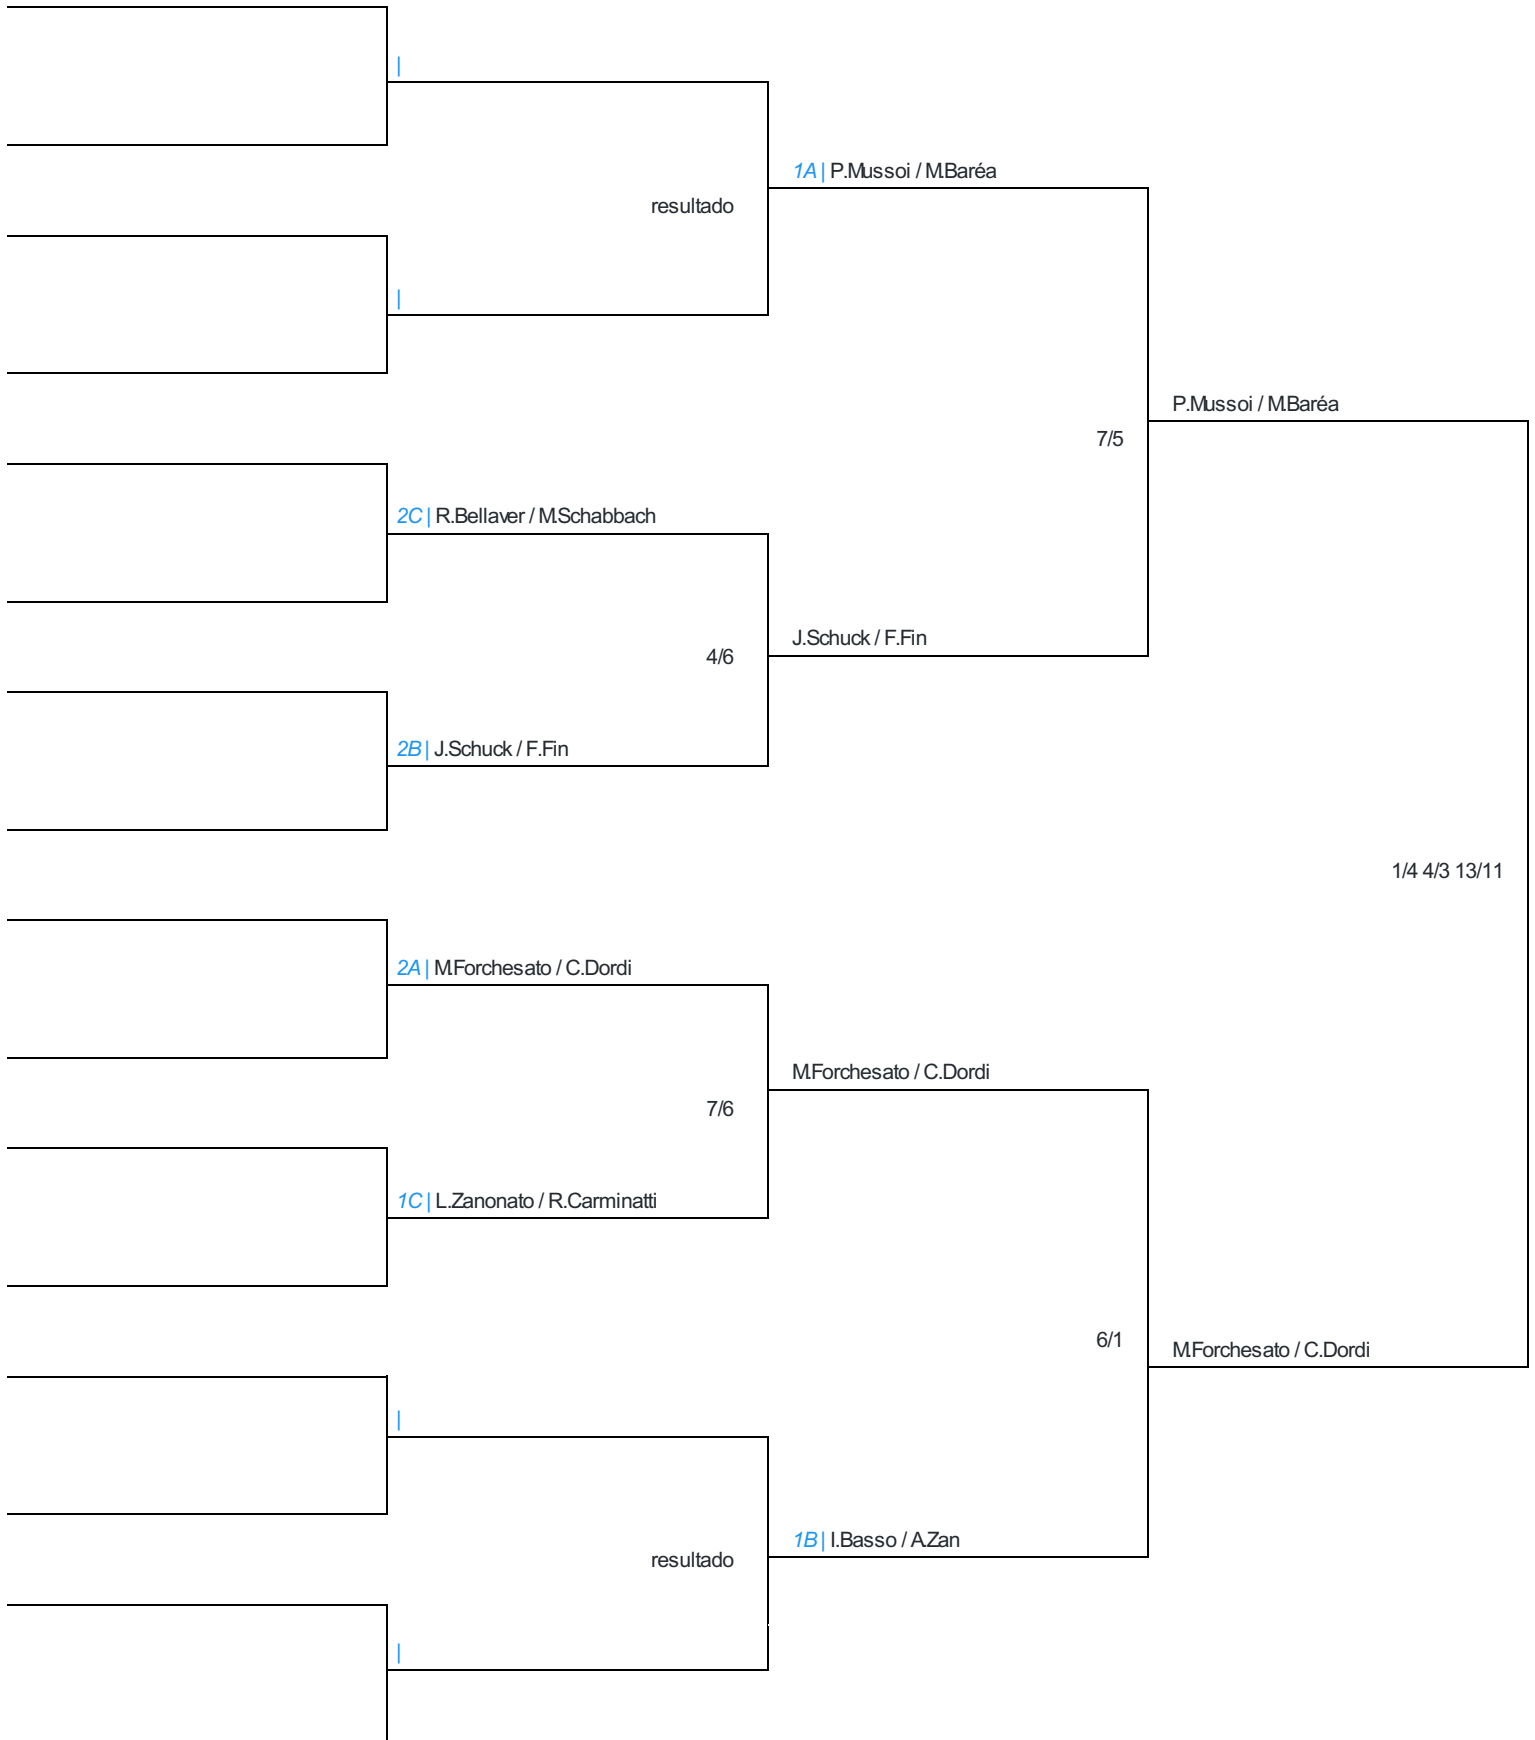 |
1A | P.Mussoi / M.Baréa
resultado
|
P.Mussoi / M.Baréa
7/5
2C | R.Bellaver / M.Schabbach
J.Schuck / F.Fin
4/6
2B | J.Schuck / F.Fin
1/4 4/3 13/11
2A | M.Forchesato / C.Dordi
M.Forchesato / C.Dordi
7/6
1C | L.Zanonato / R.Carminatti
6/1
M.Forchesato / C.Dordi
|
1B | I.Basso / A.Zan
resultado
|